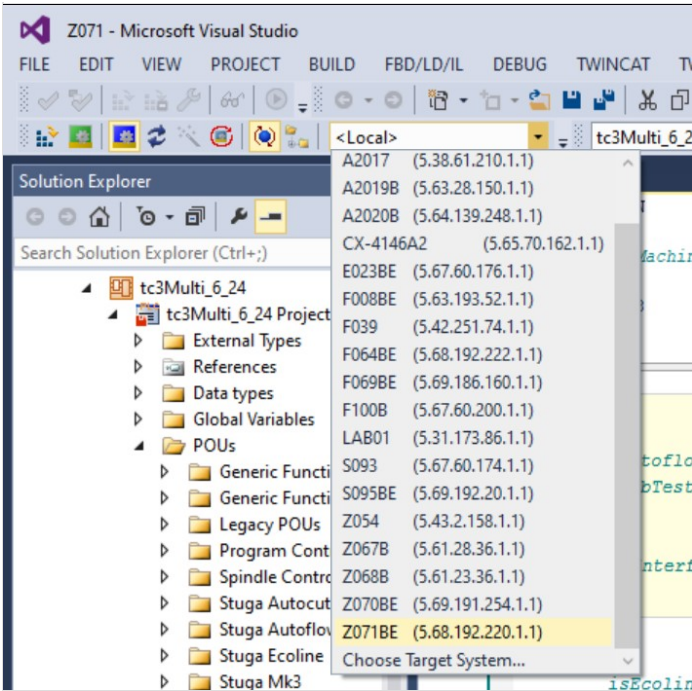 Z071 - Microsoft Visual Studio
FILE EDIT VIEW PROJECT BUILD FBD/LD/IL DEBUG TWINCAT
<Local> tc3Multi_6_2
Solution Explorer
Search Solution Explorer (Ctrl+;)
tc3Multi_6_24
tc3Multi_6_24 Project
External Types
References
Data types
Global Variables
POUs
Generic Functi
Generic Functi
Legacy POUs
Program Cont
Spindle Contro
Stuga Autocut
Stuga Autoflow
Stuga Ecoline
Stuga Mk3
A2017 (5.38.61.210.1.1)
A2019B (5.63.28.150.1.1)
A2020B (5.64.139.248.1.1)
CX-4146A2 (5.65.70.162.1.1)
E023BE (5.67.60.176.1.1)
F008BE (5.63.193.52.1.1)
F039 (5.42.251.74.1.1)
F064BE (5.68.192.222.1.1)
F069BE (5.69.186.160.1.1)
F100B (5.67.60.200.1.1)
LAB01 (5.31.173.86.1.1)
S093 (5.67.60.174.1.1)
S095BE (5.69.192.20.1.1)
Z054 (5.43.2.158.1.1)
Z067B (5.61.28.36.1.1)
Z068B (5.61.23.36.1.1)
Z070BE (5.69.191.254.1.1)
Z071BE (5.68.192.220.1.1)
Choose Target System...
Machin
toflo
bTest
nterf
isEcolin